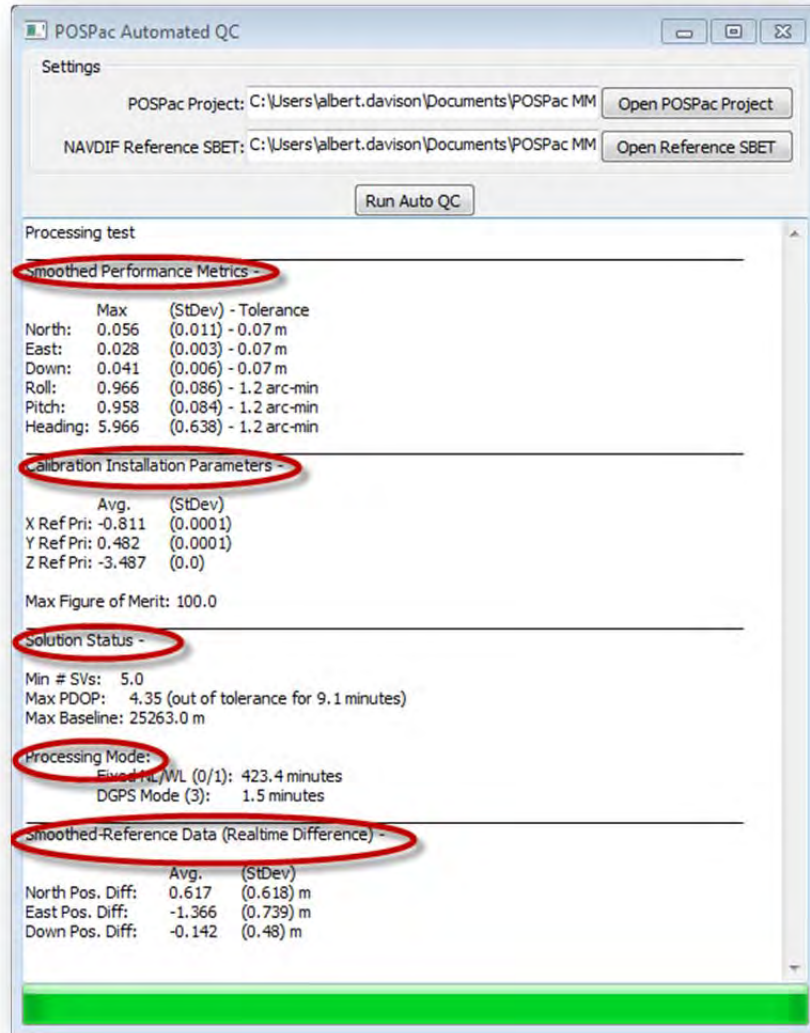 POSPac Automated QC
Settings
POSPac Project: C:\Users\albert.davison\Documents\POSPac MM Open POSPac Project
NAVDIF Reference SBET: C:\Users\albert.davison\Documents\POSPac MM Open Reference SBET
Run Auto QC
Processing test
Smoothed Performance Metrics -
Max (StDev) - Tolerance
North: 0.056 (0.011) - 0.07 m
East: 0.028 (0.003) - 0.07 m
Down: 0.041 (0.006) - 0.07 m
Roll: 0.966 (0.086) - 1.2 arc-min
Pitch: 0.958 (0.084) - 1.2 arc-min
Heading: 5.966 (0.638) - 1.2 arc-min
Calibration Installation Parameters -
Avg. (StDev)
X Ref Pri: -0.811 (0.0001)
Y Ref Pri: 0.482 (0.0001)
Z Ref Pri: -3.487 (0.0)
Max Figure of Merit: 100.0
Solution Status -
Min # SVs: 5.0
Max PDOP: 4.35 (out of tolerance for 9.1 minutes)
Max Baseline: 25263.0 m
Processing Mode:
Fixed NL/WL (0/1): 423.4 minutes
DGPS Mode (3): 1.5 minutes
Smoothed-Reference Data (Realtime Difference) -
Avg. (StDev)
North Pos. Diff: 0.617 (0.618) m
East Pos. Diff: -1.366 (0.739) m
Down Pos. Diff: -0.142 (0.48) m